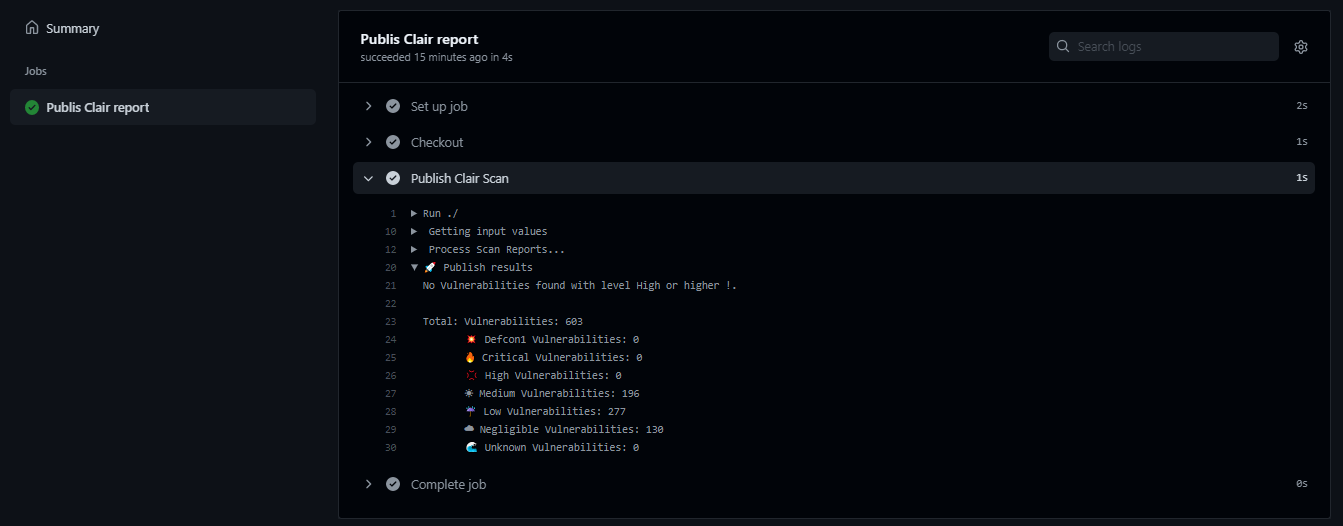 Summary
Jobs
Publis Clair report
Publis Clair report
succeeded 15 minutes ago in 4s
Search logs
Set up job 2s
Checkout 1s
Publish Clair Scan 1s
1 Run ./
10 Getting input values
12 Process Scan Reports...
20 🚀 Publish results
21 No Vulnerabilities found with level High or higher !.
22
23 Total: Vulnerabilities: 603
24 💥 Defcon1 Vulnerabilities: 0
25 🔥 Critical Vulnerabilities: 0
26 💢 High Vulnerabilities: 0
27 ☀ Medium Vulnerabilities: 196
28 ☔ Low Vulnerabilities: 277
29 ☁ Negligible Vulnerabilities: 130
30 🌊 Unknown Vulnerabilities: 0
Complete job 0s